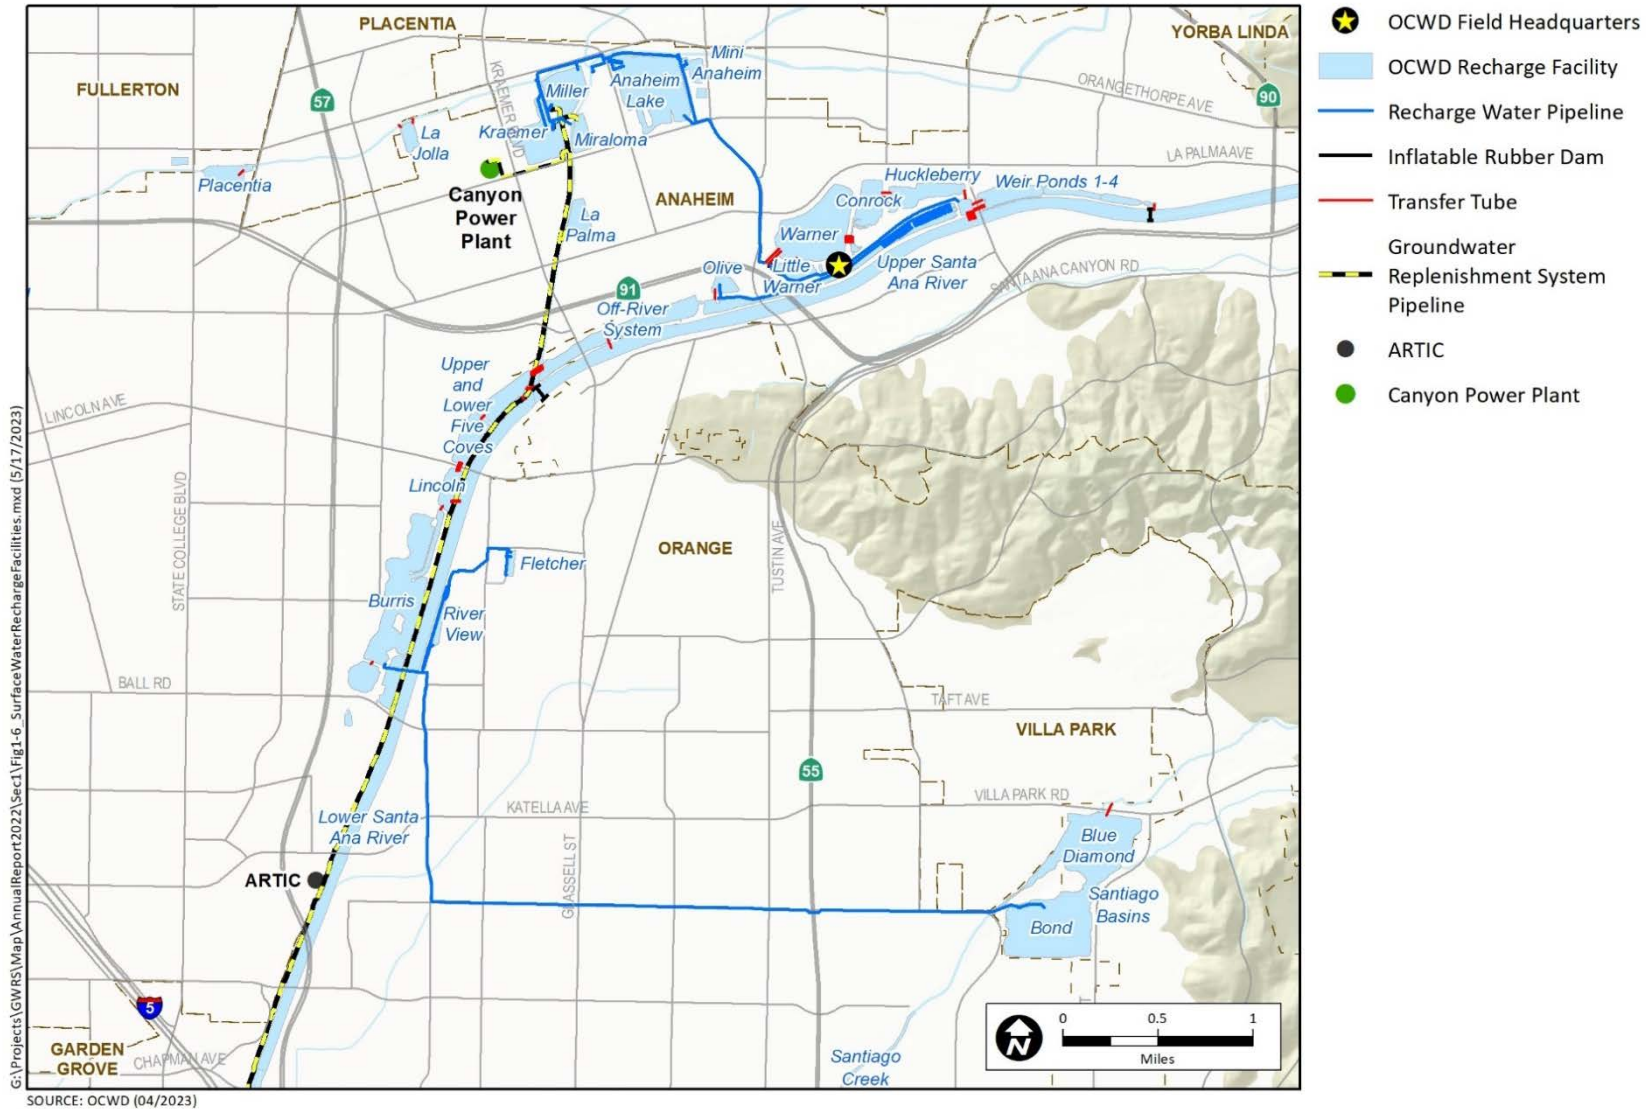 PLACENTIA
YORBA LINDA
FULLERTON
57
KRAEMER BLVD
Mini
Anaheim
Anaheim
Lake
Miller
ORANGETHORPE AVE
90
La
Jolla
Kraemer
Miraloma
LA PALMA AVE
Placentia
Canyon
Power
Plant
ANAHEIM
La
Palma
Huckleberry
Weir Ponds 1-4
Conrock
Warner
Little
Warner
Olive
Upper Santa
Ana River
SANTA ANA CANYON RD
91
Off-River
System
Upper
and
Lower
Five
Coves
LINCOLN AVE
Lincoln
STATE COLLEGE BLVD
ORANGE
TUSTIN AVE
Fletcher
Burris
River
View
BALL RD
TAFT AVE
VILLA PARK
55
KATELLA AVE
VILLA PARK RD
Lower Santa
Ana River
Blue
Diamond
ARTIC
GLASSELL ST
Santiago
Basins
Bond
5
GARDEN
GROVE
CHAPMAN AVE
Santiago
Creek
N
0 0.5 1
Miles
G:\Projects\GWRS\Map\AnnualReport2022\Sec1\Fig1-6_SurfaceWaterRechargeFacilities.mxd (5/17/2023)
SOURCE: OCWD (04/2023)
OCWD Field Headquarters
OCWD Recharge Facility
Recharge Water Pipeline
Inflatable Rubber Dam
Transfer Tube
Groundwater
Replenishment System
Pipeline
ARTIC
Canyon Power Plant